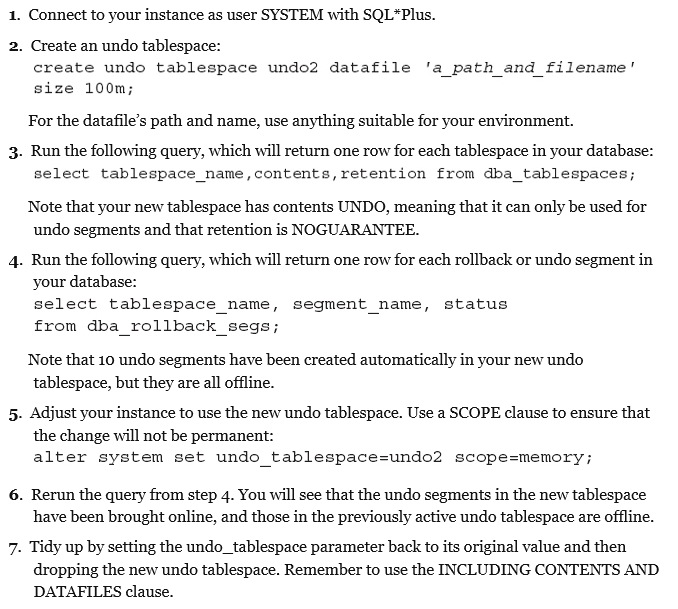 1. Connect to your instance as user SYSTEM with SQL*Plus.
2. Create an undo tablespace:
create undo tablespace undo2 datafile 'a_path_and_filename'
size 100m;
For the datafile's path and name, use anything suitable for your environment.
3. Run the following query, which will return one row for each tablespace in your database:
select tablespace_name,contents,retention from dba_tablespaces;
Note that your new tablespace has contents UNDO, meaning that it can only be used for
undo segments and that retention is NOGUARANTEE.
4. Run the following query, which will return one row for each rollback or undo segment in
your database:
select tablespace_name, segment_name, status
from dba_rollback_segs;
Note that 10 undo segments have been created automatically in your new undo
tablespace, but they are all offline.
5. Adjust your instance to use the new undo tablespace. Use a SCOPE clause to ensure that
the change will not be permanent:
alter system set undo_tablespace=undo2 scope=memory;
6. Rerun the query from step 4. You will see that the undo segments in the new tablespace
have been brought online, and those in the previously active undo tablespace are offline.
7. Tidy up by setting the undo_tablespace parameter back to its original value and then
dropping the new undo tablespace. Remember to use the INCLUDING CONTENTS AND
DATAFILES clause.